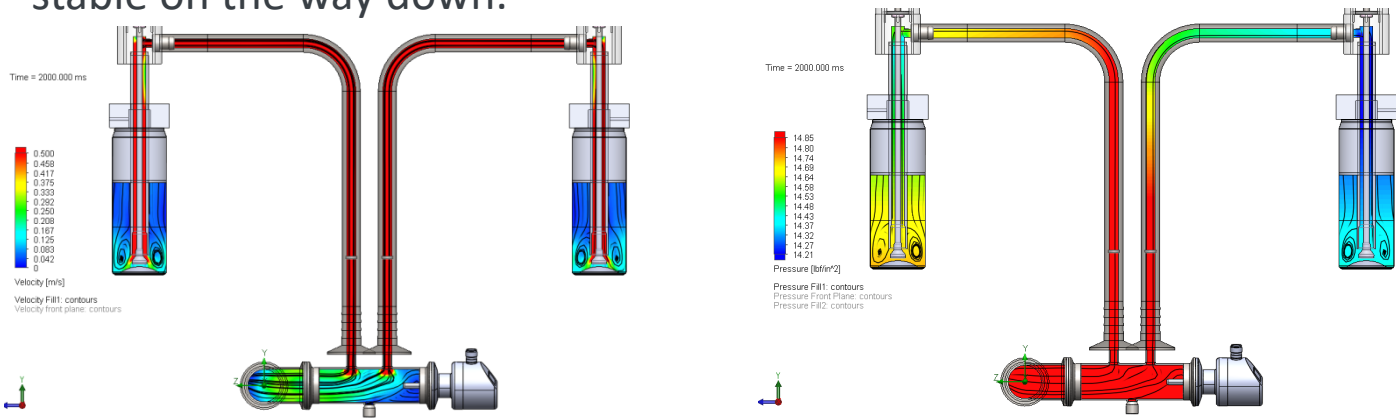 stable on the way down.
Time = 2000.000 ms
0.500
0.458
0.417
0.375
0.333
0.292
0.250
0.208
0.167
0.125
0.083
0.042
0
Velocity [m/s]
Velocity Fill1: contours
Velocity front plane: contours
Y
Z
Y
Time = 2000.000 ms
14.85
14.80
14.74
14.69
14.64
14.58
14.53
14.48
14.43
14.37
14.32
14.27
14.21
Pressure [lbf/in^2]
Pressure Fill1: contours
Pressure Front Plane: contours
Pressure Fill2: contours
Y
Z
Y